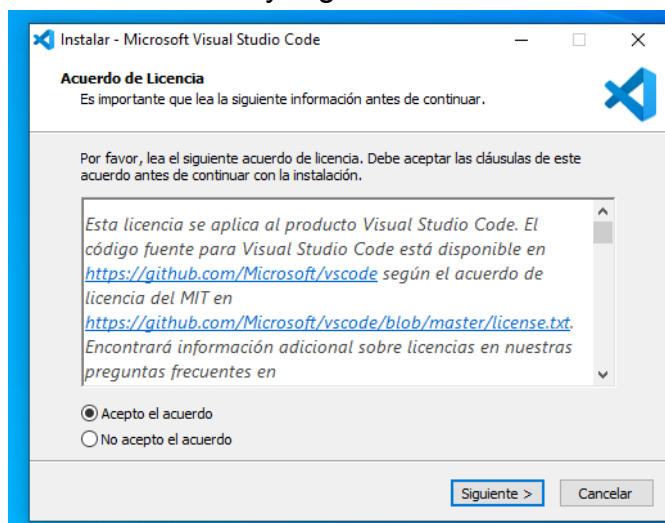 Instalar - Microsoft Visual Studio Code
Acuerdo de Licencia
Es importante que lea la siguiente información antes de continuar.
Por favor, lea el siguiente acuerdo de licencia. Debe aceptar las cláusulas de este
acuerdo antes de continuar con la instalación.
Esta licencia se aplica al producto Visual Studio Code. El
código fuente para Visual Studio Code está disponible en
https://github.com/Microsoft/vscode según el acuerdo de
licencia del MIT en
https://github.com/Microsoft/vscode/blob/master/license.txt.
Encontrará información adicional sobre licencias en nuestras
preguntas frecuentes en
Acepto el acuerdo
No acepto el acuerdo
Siguiente > Cancelar